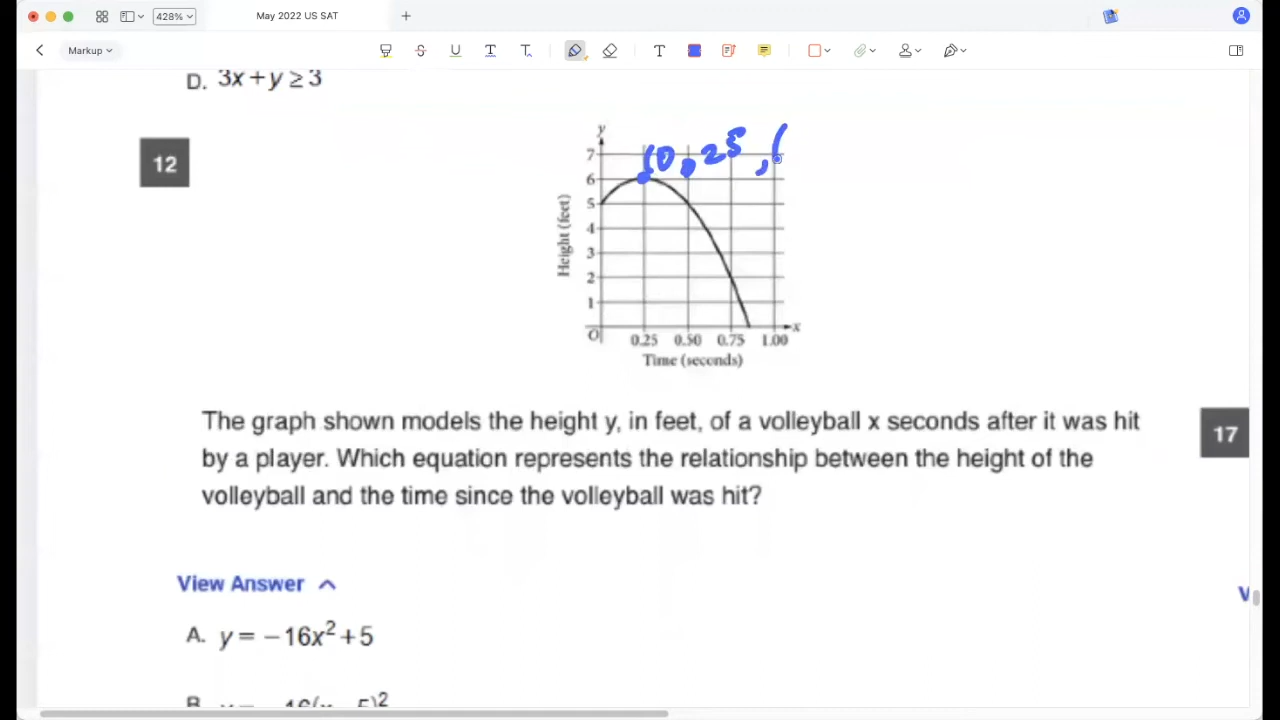 428%
May 2022 US SAT
Markup
D. 3x + y ≥ 3
12
y
7
6
5
4
3
2
1
O
0.25 0.50 0.75 1.00
x
Height (feet)
Time (seconds)
(0.25, (
The graph shown models the height y, in feet, of a volleyball x seconds after it was hit
by a player. Which equation represents the relationship between the height of the
volleyball and the time since the volleyball was hit?
17
View Answer
A. y = −16x² + 5